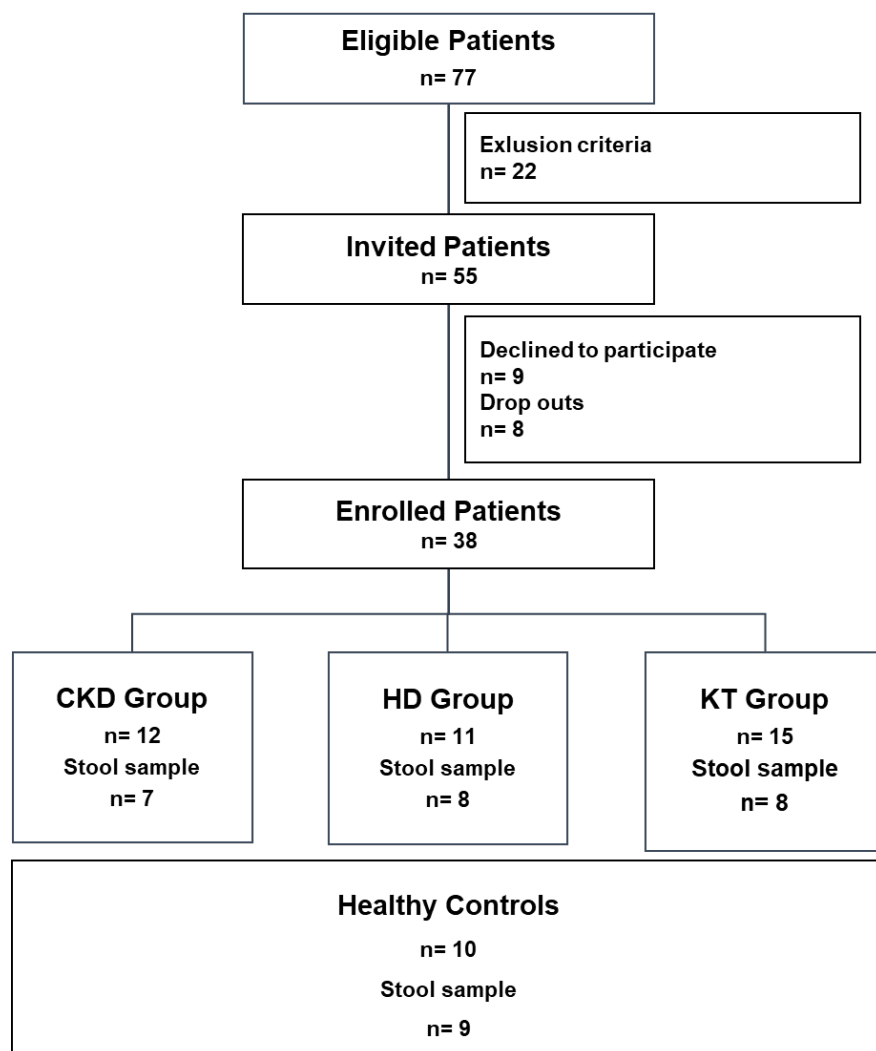 Eligible Patients
n= 77
Exlusion criteria
n= 22
Invited Patients
n= 55
Declined to participate
n= 9
Drop outs
n= 8
Enrolled Patients
n= 38
CKD Group
n= 12
Stool sample
n= 7
HD Group
n= 11
Stool sample
n= 8
KT Group
n= 15
Stool sample
n= 8
Healthy Controls
n= 10
Stool sample
n= 9